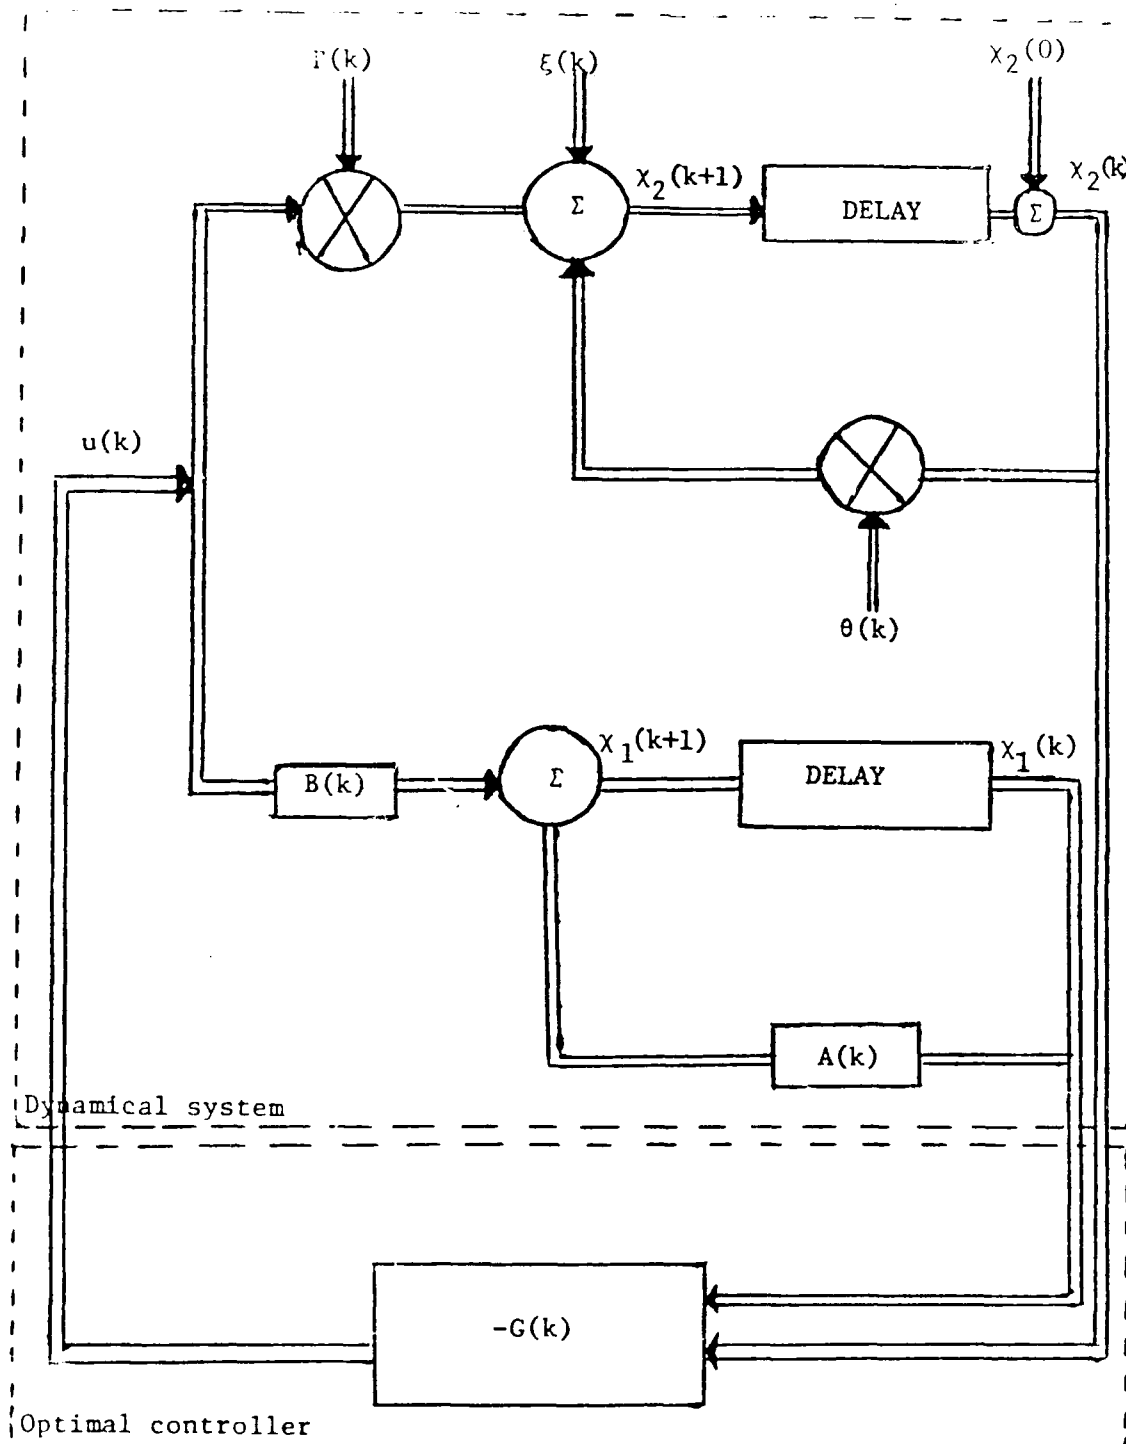 Γ(k)
ξ(k)
χ2(0)
χ2(k+1)
χ2(k)
Σ
DELAY
Σ
u(k)
θ(k)
χ1(k+1)
χ1(k)
B(k)
Σ
DELAY
A(k)
Dynamical system
-G(k)
Optimal controller